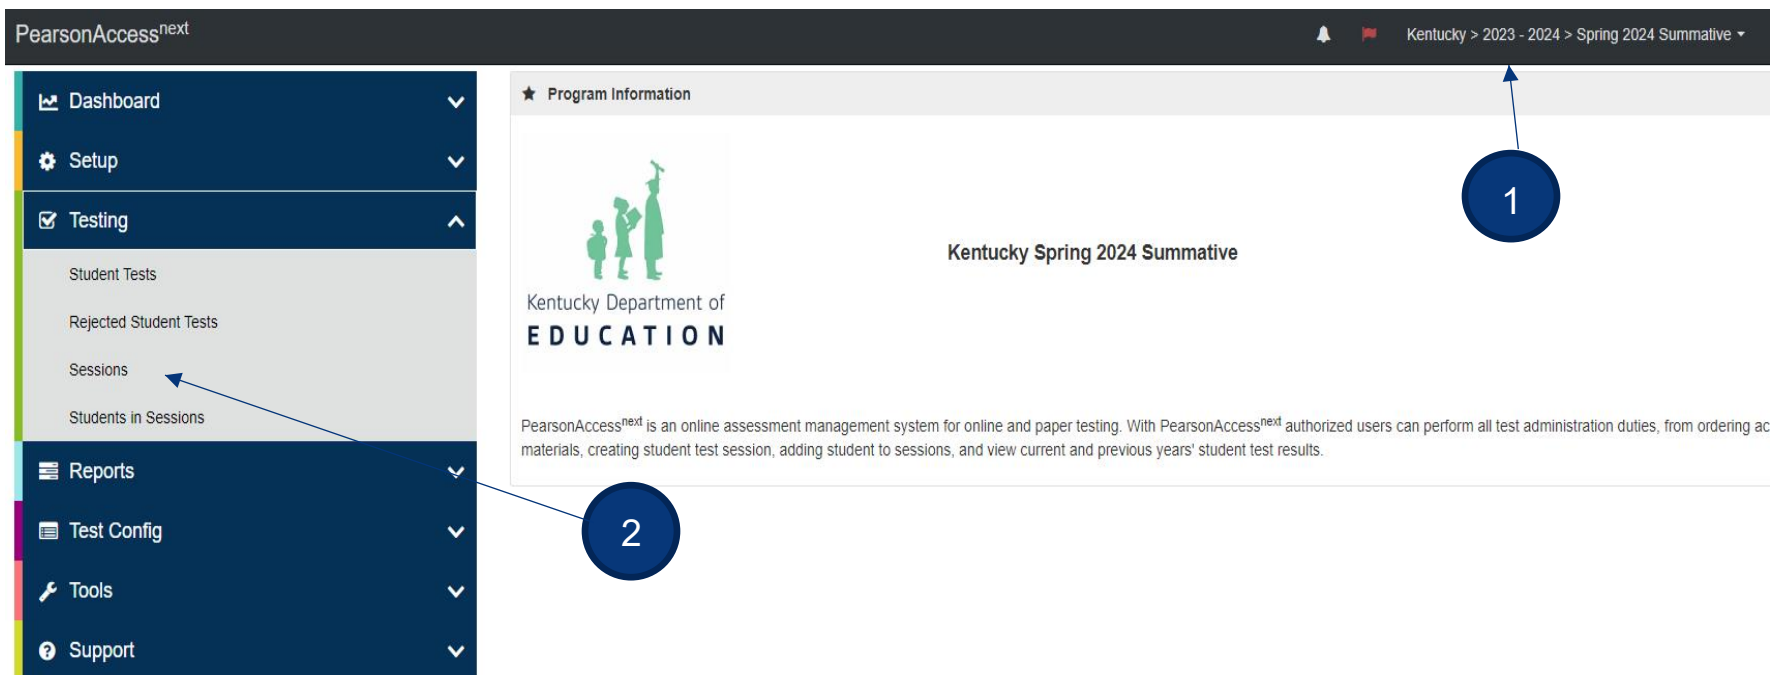 PearsonAccessnext
Kentucky > 2023 - 2024 > Spring 2024 Summative
Dashboard
Setup
Testing
Student Tests
Rejected Student Tests
Sessions
Students in Sessions
Reports
Test Config
Tools
Support
Program Information
1
Kentucky Department of
EDUCATION
Kentucky Spring 2024 Summative
PearsonAccessnext is an online assessment management system for online and paper testing. With PearsonAccessnext authorized users can perform all test administration duties, from ordering ac
materials, creating student test session, adding student to sessions, and view current and previous years' student test results.
2